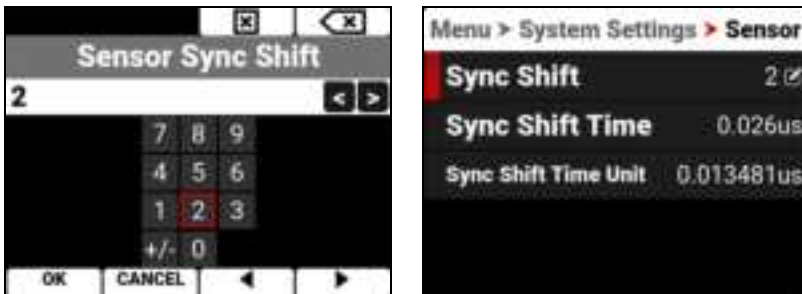 Sensor Sync Shift
2 < >
7 8 9
4 5 6
1 2 3
+/- 0
OK CANCEL
Menu > System Settings > Sensor
Sync Shift 2
Sync Shift Time 0.026us
Sync Shift Time Unit 0.013481us